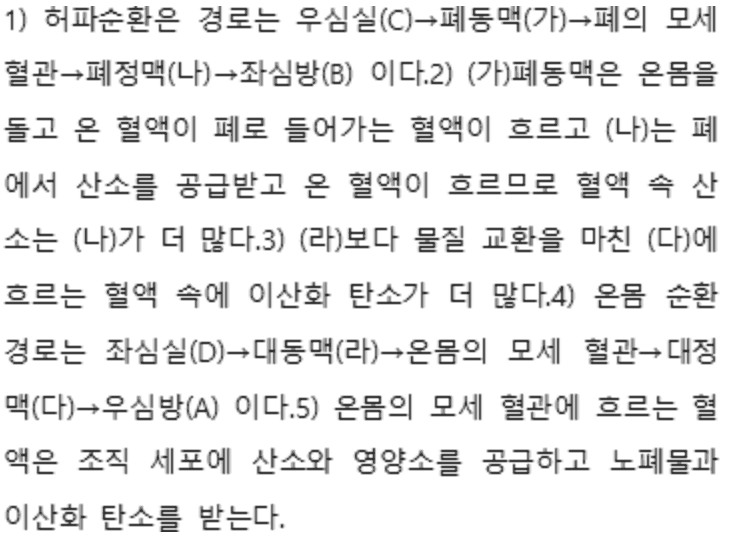 1) 허파순환은 경로는 우심실(C)→폐동맥(가)→폐의 모세
혈관→폐정맥(나)→좌심방(B) 이다.2) (가)폐동맥은 온몸을
돌고 온 혈액이 폐로 들어가는 혈액이 흐르고 (나)는 폐
에서 산소를 공급받고 온 혈액이 흐르므로 혈액 속 산
소는 (나)가 더 많다.3) (라)보다 물질 교환을 마친 (다)에
흐르는 혈액 속에 이산화 탄소가 더 많다.4) 온몸 순환
경로는 좌심실(D)→대동맥(라)→온몸의 모세 혈관→대정
맥(다)→우심방(A) 이다.5) 온몸의 모세 혈관에 흐르는 혈
액은 조직 세포에 산소와 영양소를 공급하고 노폐물과
이산화 탄소를 받는다.